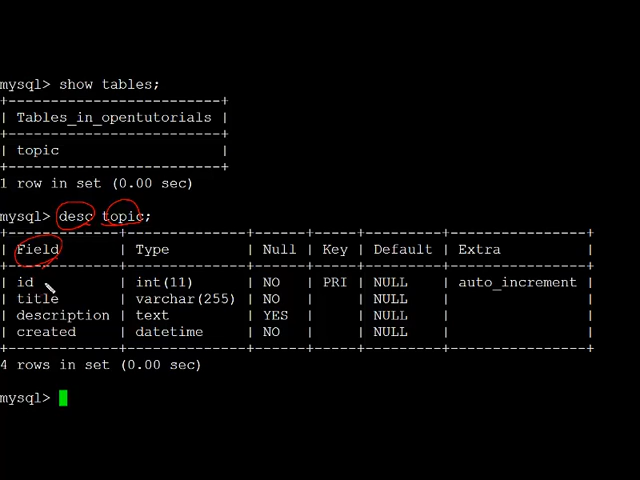 mysql> show tables;
+------------------------+
| Tables_in_opentutorials |
+------------------------+
| topic |
+------------------------+
1 row in set (0.00 sec)
mysql> desc topic;
+-------------+--------------+------+-----+---------+----------------+
| Field | Type | Null | Key | Default | Extra |
+-------------+--------------+------+-----+---------+----------------+
| id | int(11) | NO | PRI | NULL | auto_increment |
| title | varchar(255) | NO | | NULL | |
| description | text | YES | | NULL | |
| created | datetime | NO | | NULL | |
+-------------+--------------+------+-----+---------+----------------+
4 rows in set (0.00 sec)
mysql>